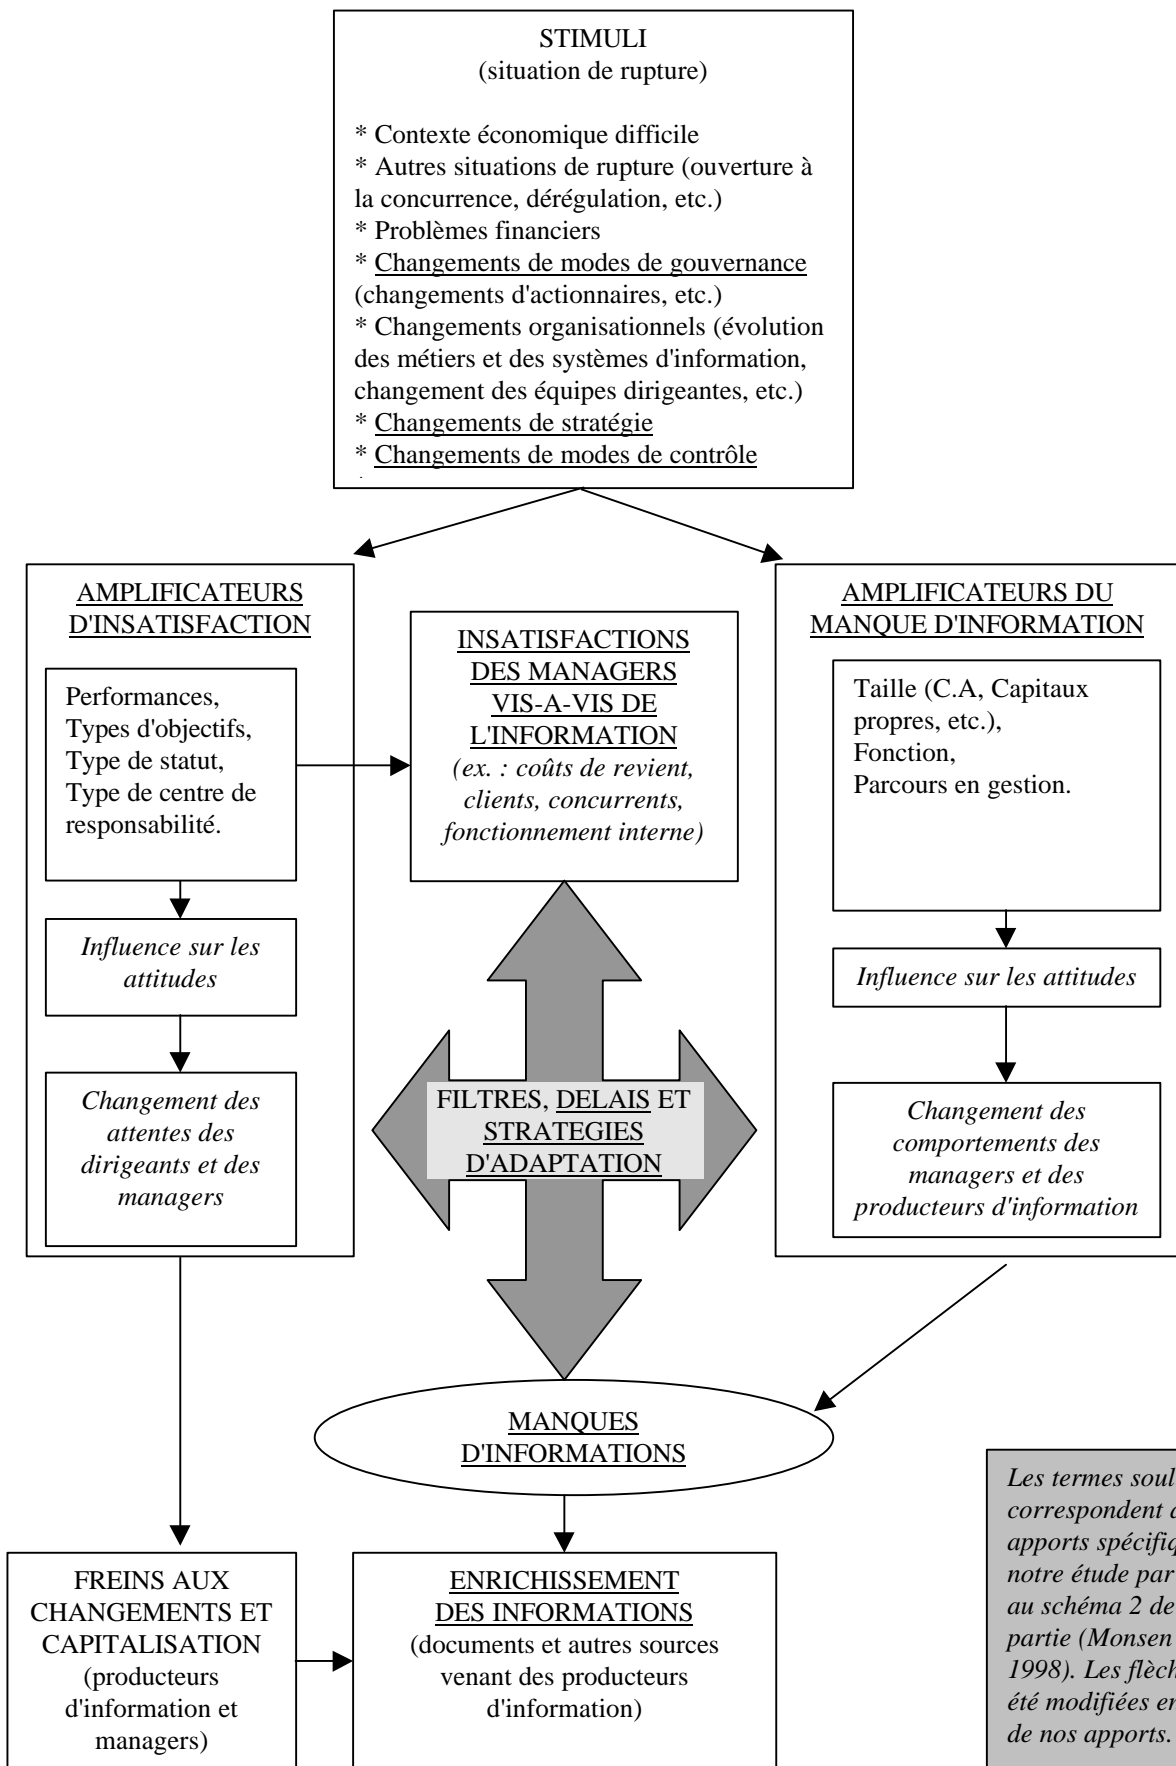 STIMULI
(situation de rupture)
* Contexte économique difficile
* Autres situations de rupture (ouverture à
la concurrence, dérégulation, etc.)
* Problèmes financiers
* Changements de modes de gouvernance
(changements d'actionnaires, etc.)
* Changements organisationnels (évolution
des métiers et des systèmes d'information,
changement des équipes dirigeantes, etc.)
* Changements de stratégie
* Changements de modes de contrôle
AMPLIFICATEURS
D'INSATISFACTION
Performances,
Types d'objectifs,
Type de statut,
Type de centre de
responsabilité.
Influence sur les
attitudes
Changement des
attentes des
dirigeants et des
managers
INSATISFACTIONS
DES MANAGERS
VIS-A-VIS DE
L'INFORMATION
(ex. : coûts de revient,
clients, concurrents,
fonctionnement interne)
AMPLIFICATEURS DU
MANQUE D'INFORMATION
Taille (C.A, Capitaux
propres, etc.),
Fonction,
Parcours en gestion.
Influence sur les attitudes
Changement des
comportements des
managers et des
producteurs d'information
FILTRES, DELAIS ET
STRATEGIES
D'ADAPTATION
MANQUES
D'INFORMATIONS
FREINS AUX
CHANGEMENTS ET
CAPITALISATION
(producteurs
d'information et
managers)
ENRICHISSEMENT
DES INFORMATIONS
(documents et autres sources
venant des producteurs
d'information)
Les termes
correspondent
apports
notre étude par
au schéma 2 de
partie (Monsen
1998). Les
été modifiées
de nos apports.